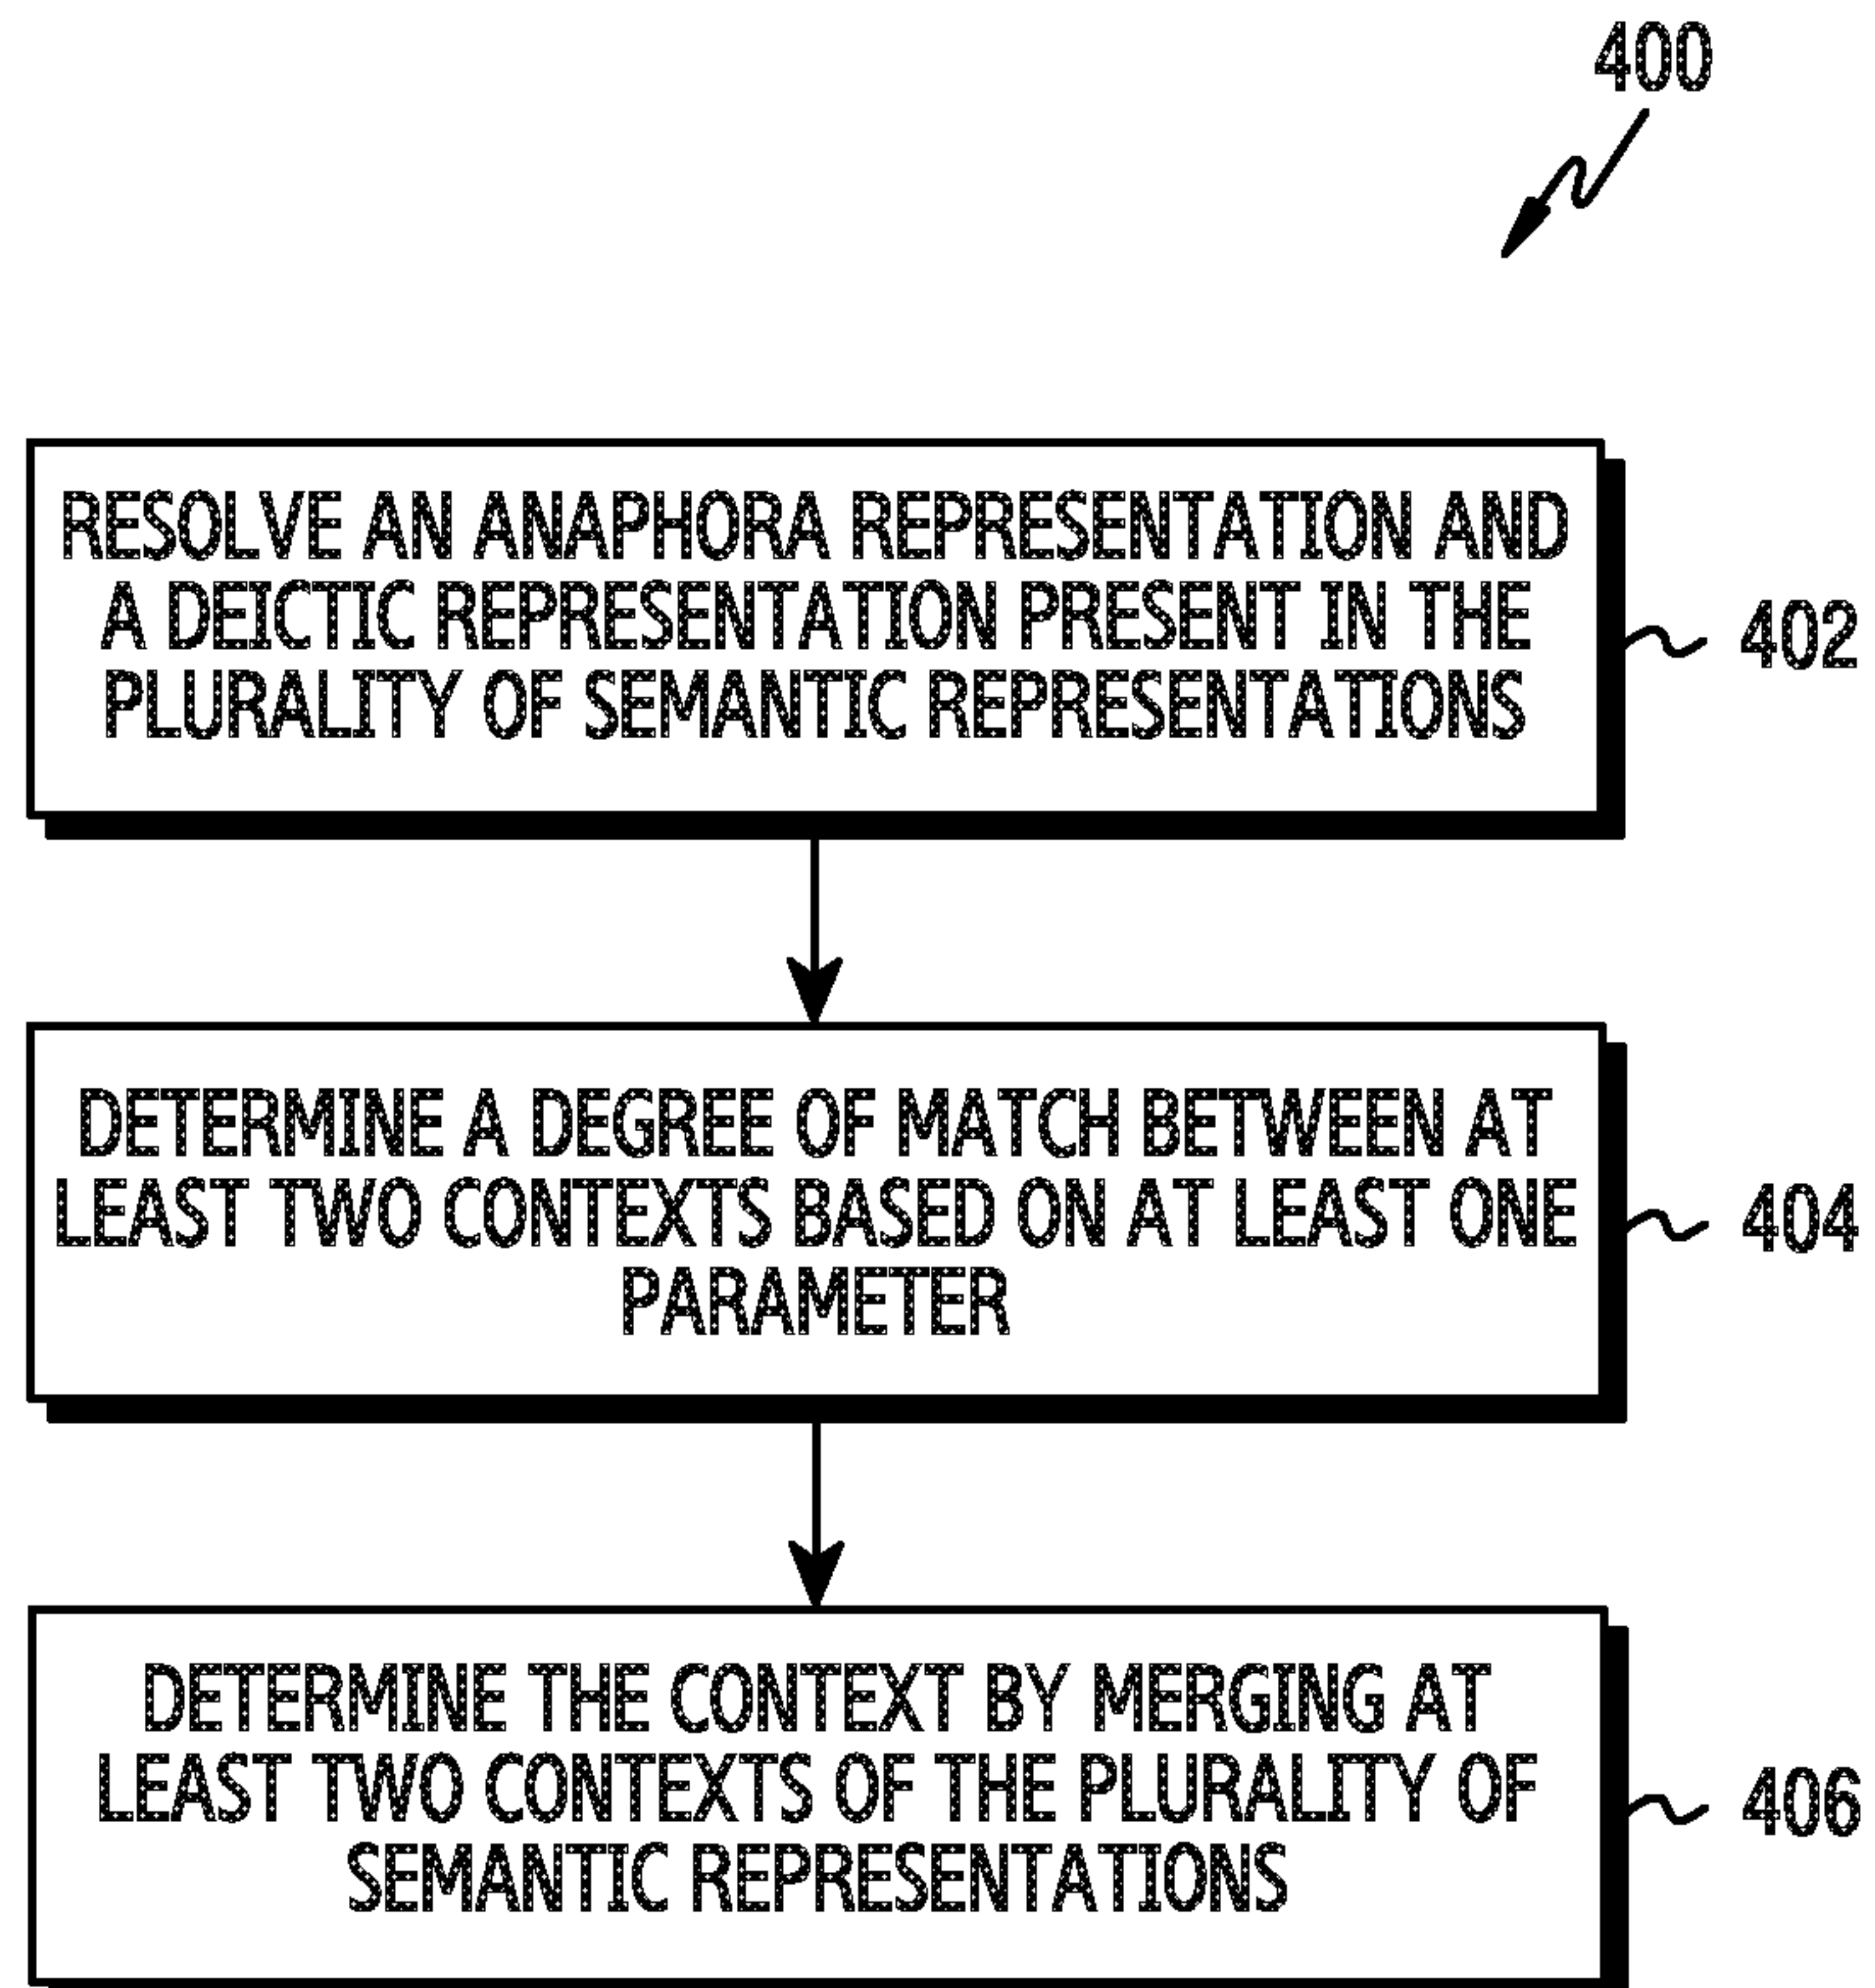 400
RESOLVE AN ANAPHORA REPRESENTATION AND
A DEICTIC REPRESENTATION PRESENT IN THE
PLURALITY OF SEMANTIC REPRESENTATIONS
402
DETERMINE A DEGREE OF MATCH BETWEEN AT
LEAST TWO CONTEXTS BASED ON AT LEAST ONE
PARAMETER
404
DETERMINE THE CONTEXT BY MERGING AT
LEAST TWO CONTEXTS OF THE PLURALITY OF
SEMANTIC REPRESENTATIONS
406